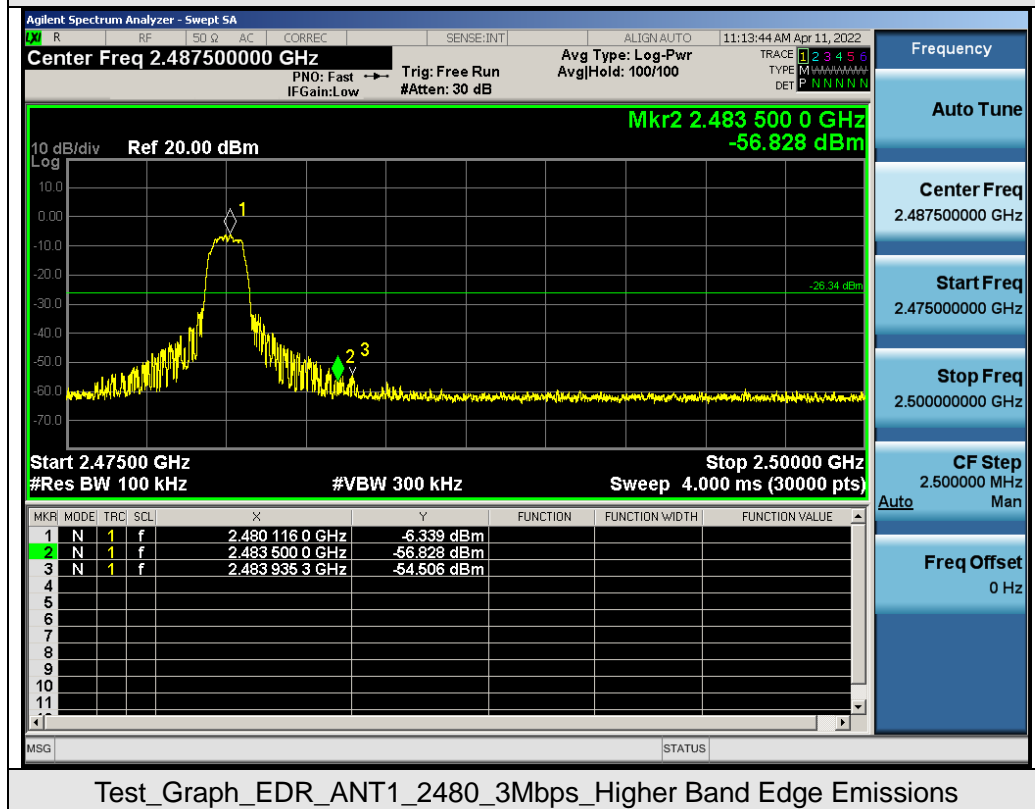 Agilent Spectrum Analyzer - Swept SA
LXI R RF 50 Ω AC CORREC SENSE:INT ALIGN AUTO 11:13:44 AM Apr 11, 2022
Center Freq 2.487500000 GHz
PNO: Fast
IFGain:Low
Trig: Free Run
#Atten: 30 dB
Avg Type: Log-Pwr
Avg|Hold: 100/100
TRACE 1 2 3 4 5 6
TYPE M WWWWW
DET P N N N N N
Mkr2 2.483 500 0 GHz
-56.828 dBm
10 dB/div
Log
Ref 20.00 dBm
10.0
0.00
-10.0
-20.0
-30.0
-40.0
-50.0
-60.0
-70.0
1
-26.34 dBm
2
3
Start 2.47500 GHz
Stop 2.50000 GHz
#Res BW 100 kHz
#VBW 300 kHz
Sweep 4.000 ms (30000 pts)
MKR MODE TRC SCL X Y FUNCTION FUNCTION WIDTH FUNCTION VALUE
1 N 1 f 2.480 116 0 GHz -6.339 dBm
2 N 1 f 2.483 500 0 GHz -56.828 dBm
3 N 1 f 2.483 935 3 GHz -54.506 dBm
4
5
6
7
8
9
10
11
MSG
STATUS
Frequency
Auto Tune
Center Freq
2.487500000 GHz
Start Freq
2.475000000 GHz
Stop Freq
2.500000000 GHz
CF Step
2.500000 MHz
Auto Man
Freq Offset
0 Hz
Test_Graph_EDR_ANT1_2480_3Mbps_Higher Band Edge Emissions